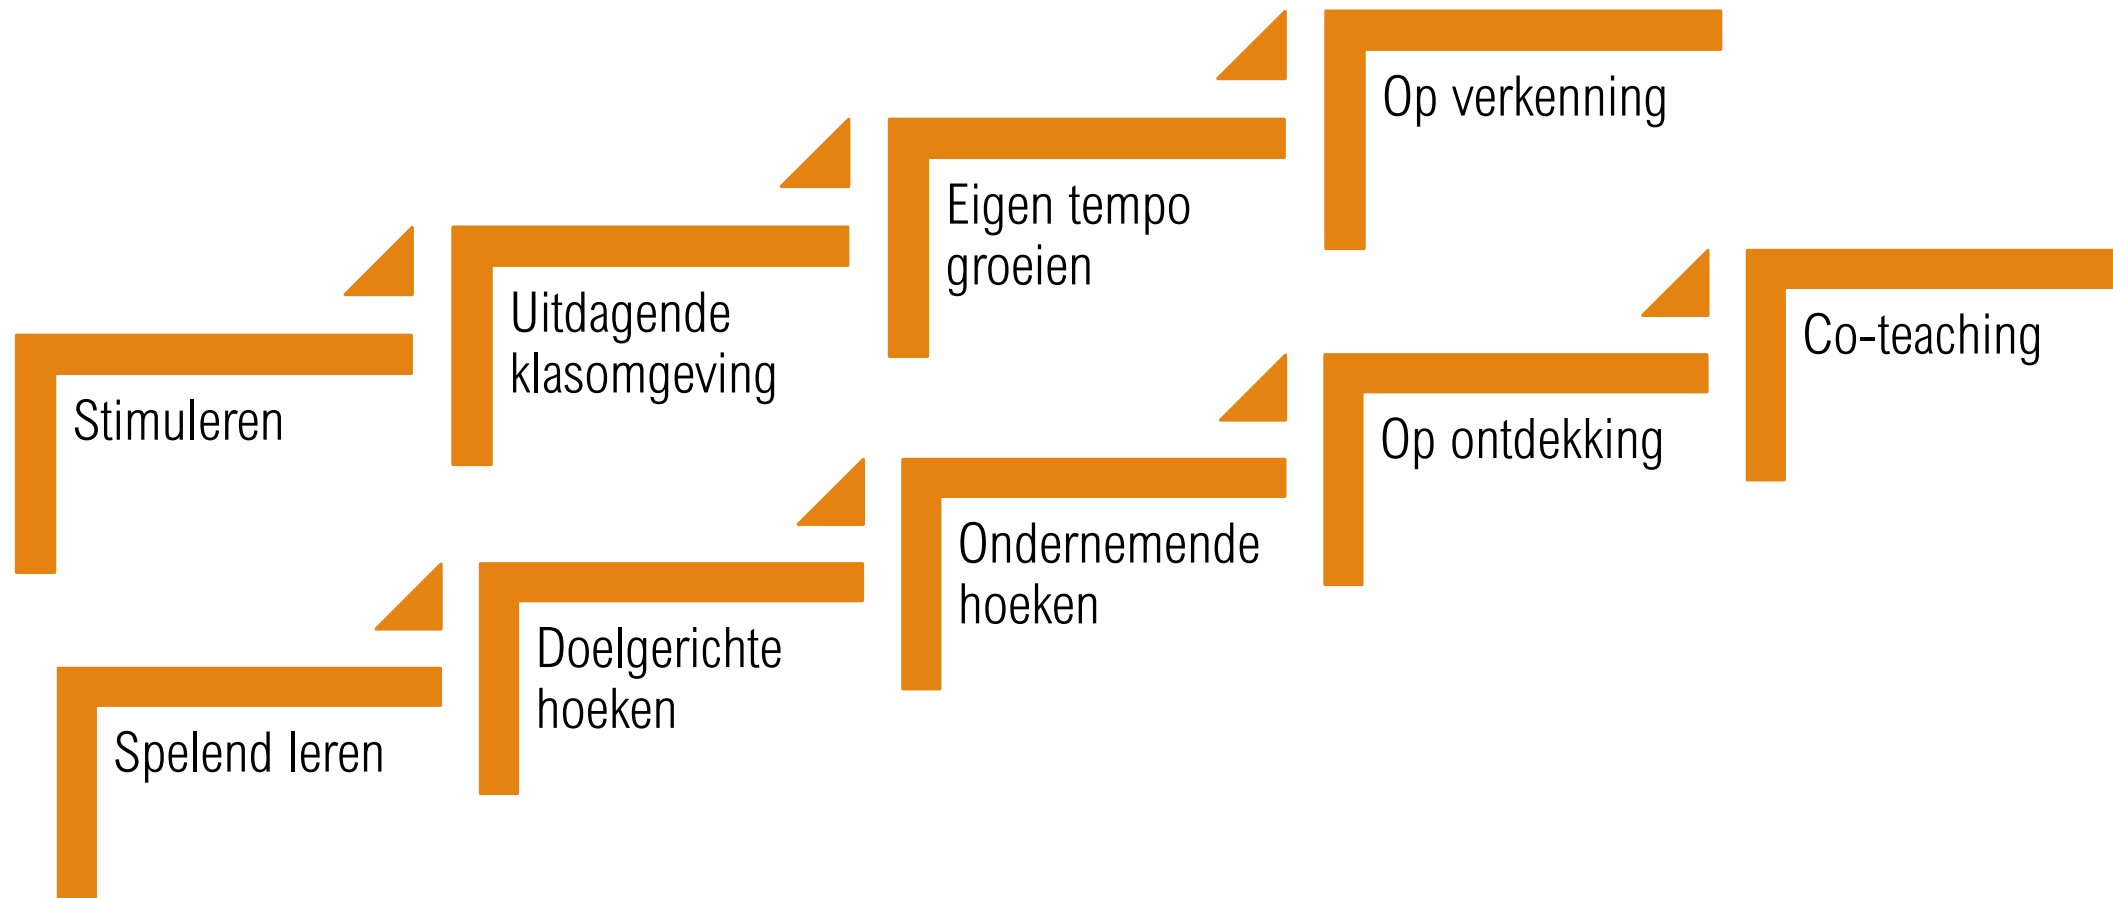 Stimuleren
Uitdagende
klasomgeving
Eigen tempo
groeien
Op verkenning
Spelend leren
Doelgerichte
hoeken
Ondernemende
hoeken
Op ontdekking
Co-teaching